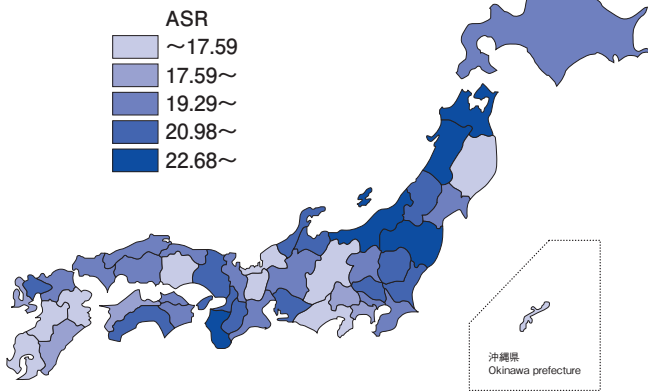 ASR
～17.59
17.59～
19.29～
20.98～
22.68～
沖縄県
Okinawa prefecture